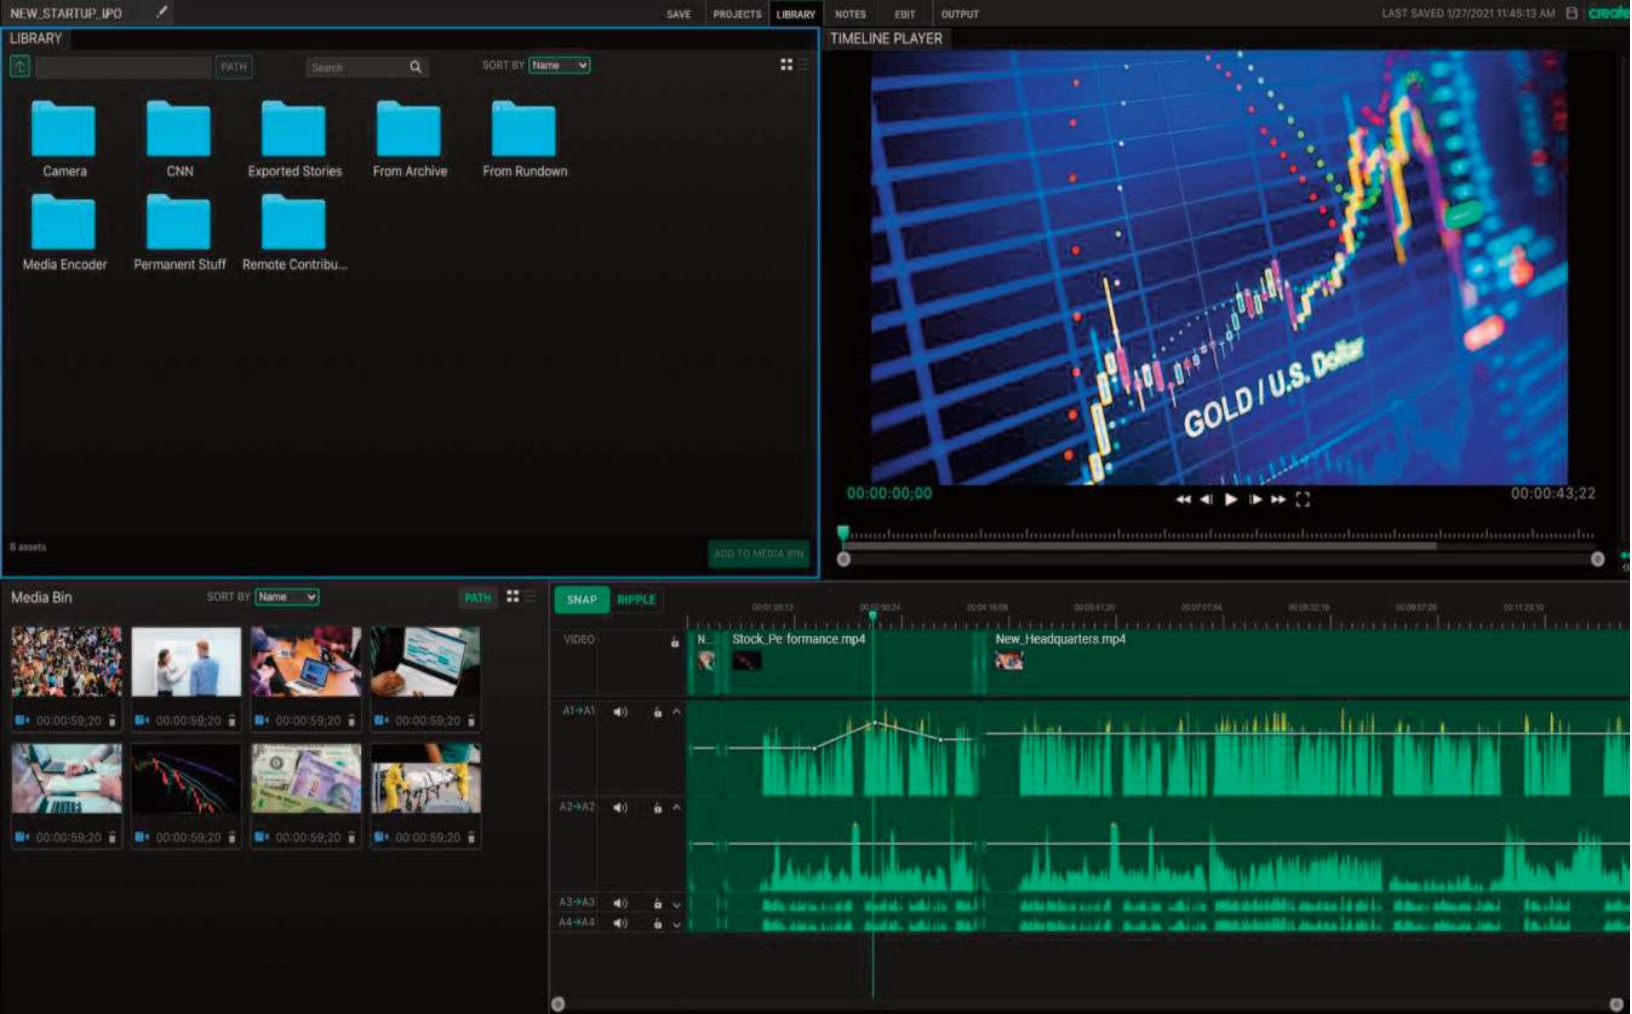 NEW_STARTUP_IPO
SAVE PROJECTS LIBRARY NOTES EDIT OUTPUT
LAST SAVED 1/27/2021 11:45:13 AM
create
LIBRARY
PATH
Search
SORT BY Name
Camera
CNN
Exported Stories
From Archive
From Rundown
Media Encoder
Permanent Stuff
Remote Contribu...
8 assets
ADD TO MEDIA BIN
TIMELINE PLAYER
GOLD / U.S. Dollar
00:00:00;00
00:00:43;22
Media Bin
SORT BY Name
PATH
00:00:59;20 00:00:59;20 00:00:59;20 00:00:59;20
00:00:59;20 00:00:59;20 00:00:59;20 00:00:59;20
SNAP RIPPLE
VIDEO
N... Stock_Pe formance.mp4 New_Headquarters.mp4
A1→A1
A2→A2
A3→A3
A4→A4